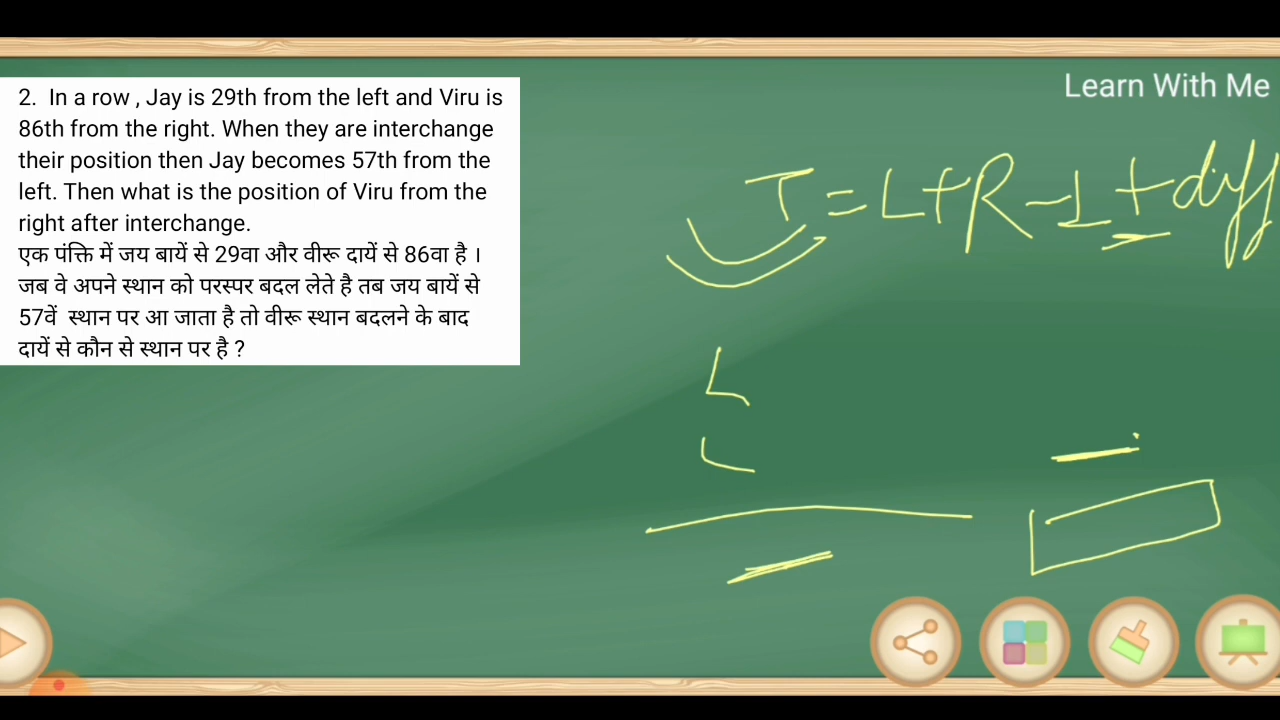 Learn With Me
2. In a row , Jay is 29th from the left and Viru is
86th from the right. When they are interchange
their position then Jay becomes 57th from the
left. Then what is the position of Viru from the
right after interchange.
एक पंक्ति में जय बायें से 29वा और वीरू दायें से 86वा है ।
जब वे अपने स्थान को परस्पर बदल लेते है तब जय बायें से
57वें स्थान पर आ जाता है तो वीरू स्थान बदलने के बाद
दायें से कौन से स्थान पर है ?
T = L+R-1+diff
L
L